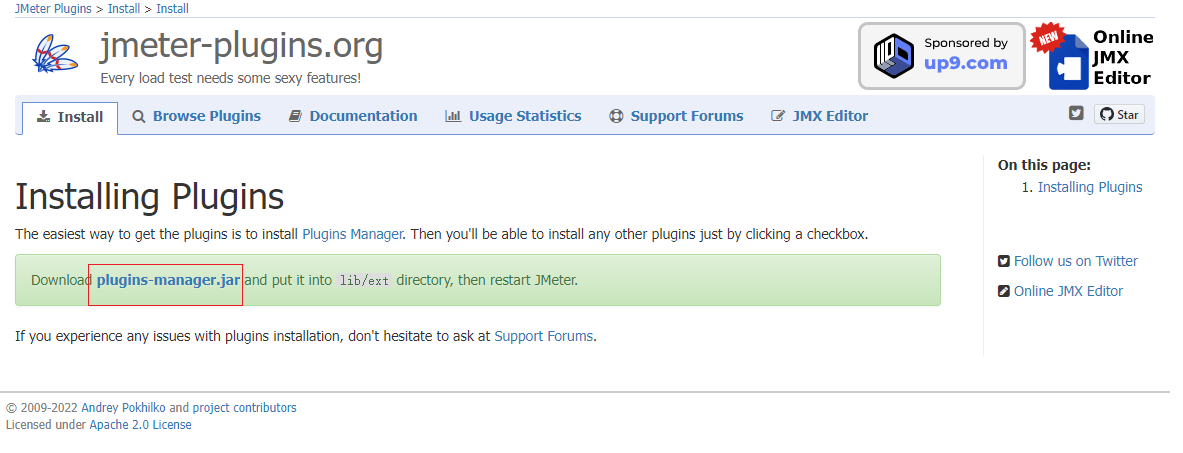 JMeter Plugins > Install > Install
jmeter-plugins.org
Every load test needs some sexy features!
Sponsored by
up9.com
NEW
Online
JMX
Editor
Install Browse Plugins Documentation Usage Statistics Support Forums JMX Editor Star
Installing Plugins
The easiest way to get the plugins is to install Plugins Manager. Then you'll be able to install any other plugins just by clicking a checkbox.
Download plugins-manager.jar and put it into lib/ext directory, then restart JMeter.
If you experience any issues with plugins installation, don't hesitate to ask at Support Forums.
On this page:
1. Installing Plugins
Follow us on Twitter
Online JMX Editor
© 2009-2022 Andrey Pokhilko and project contributors
Licensed under Apache 2.0 License